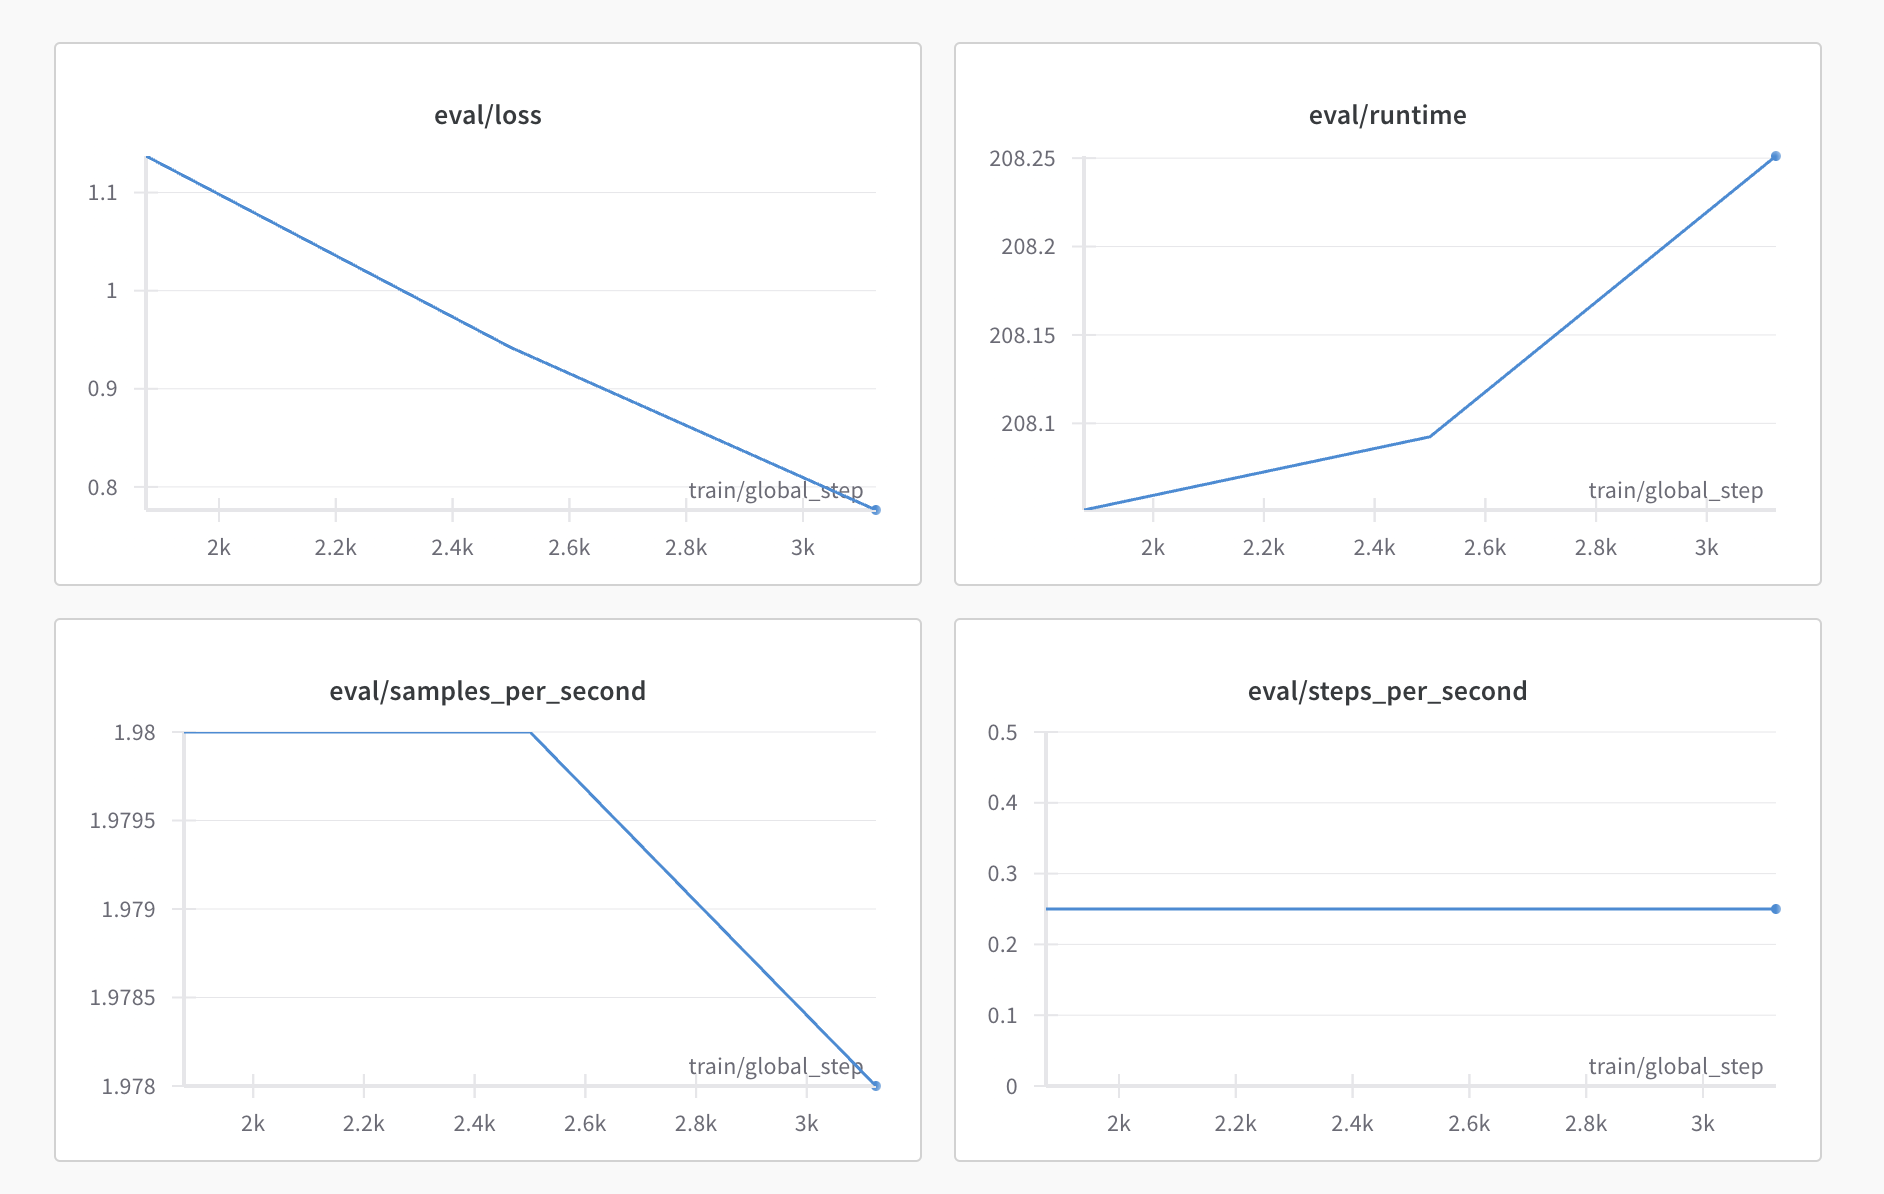 eval/loss
1.1
1
0.9
0.8
train/global_step
2k 2.2k 2.4k 2.6k 2.8k 3k
eval/runtime
208.25
208.2
208.15
208.1
train/global_step
2k 2.2k 2.4k 2.6k 2.8k 3k
eval/samples_per_second
1.98
1.9795
1.979
1.9785
1.978
train/global_step
2k 2.2k 2.4k 2.6k 2.8k 3k
eval/steps_per_second
0.5
0.4
0.3
0.2
0.1
0
train/global_step
2k 2.2k 2.4k 2.6k 2.8k 3k